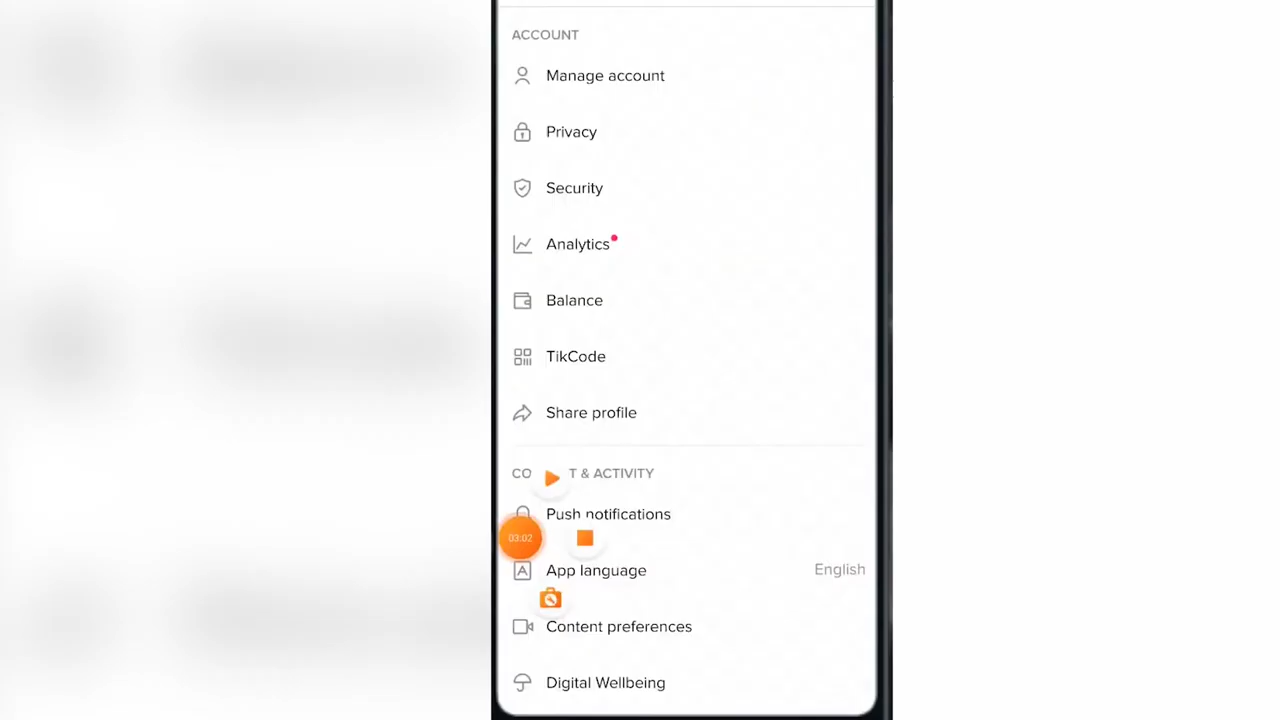 ACCOUNT
Manage account
Privacy
Security
Analytics
Balance
TikCode
Share profile
CO T & ACTIVITY
Push notifications
03:02
App language English
Content preferences
Digital Wellbeing